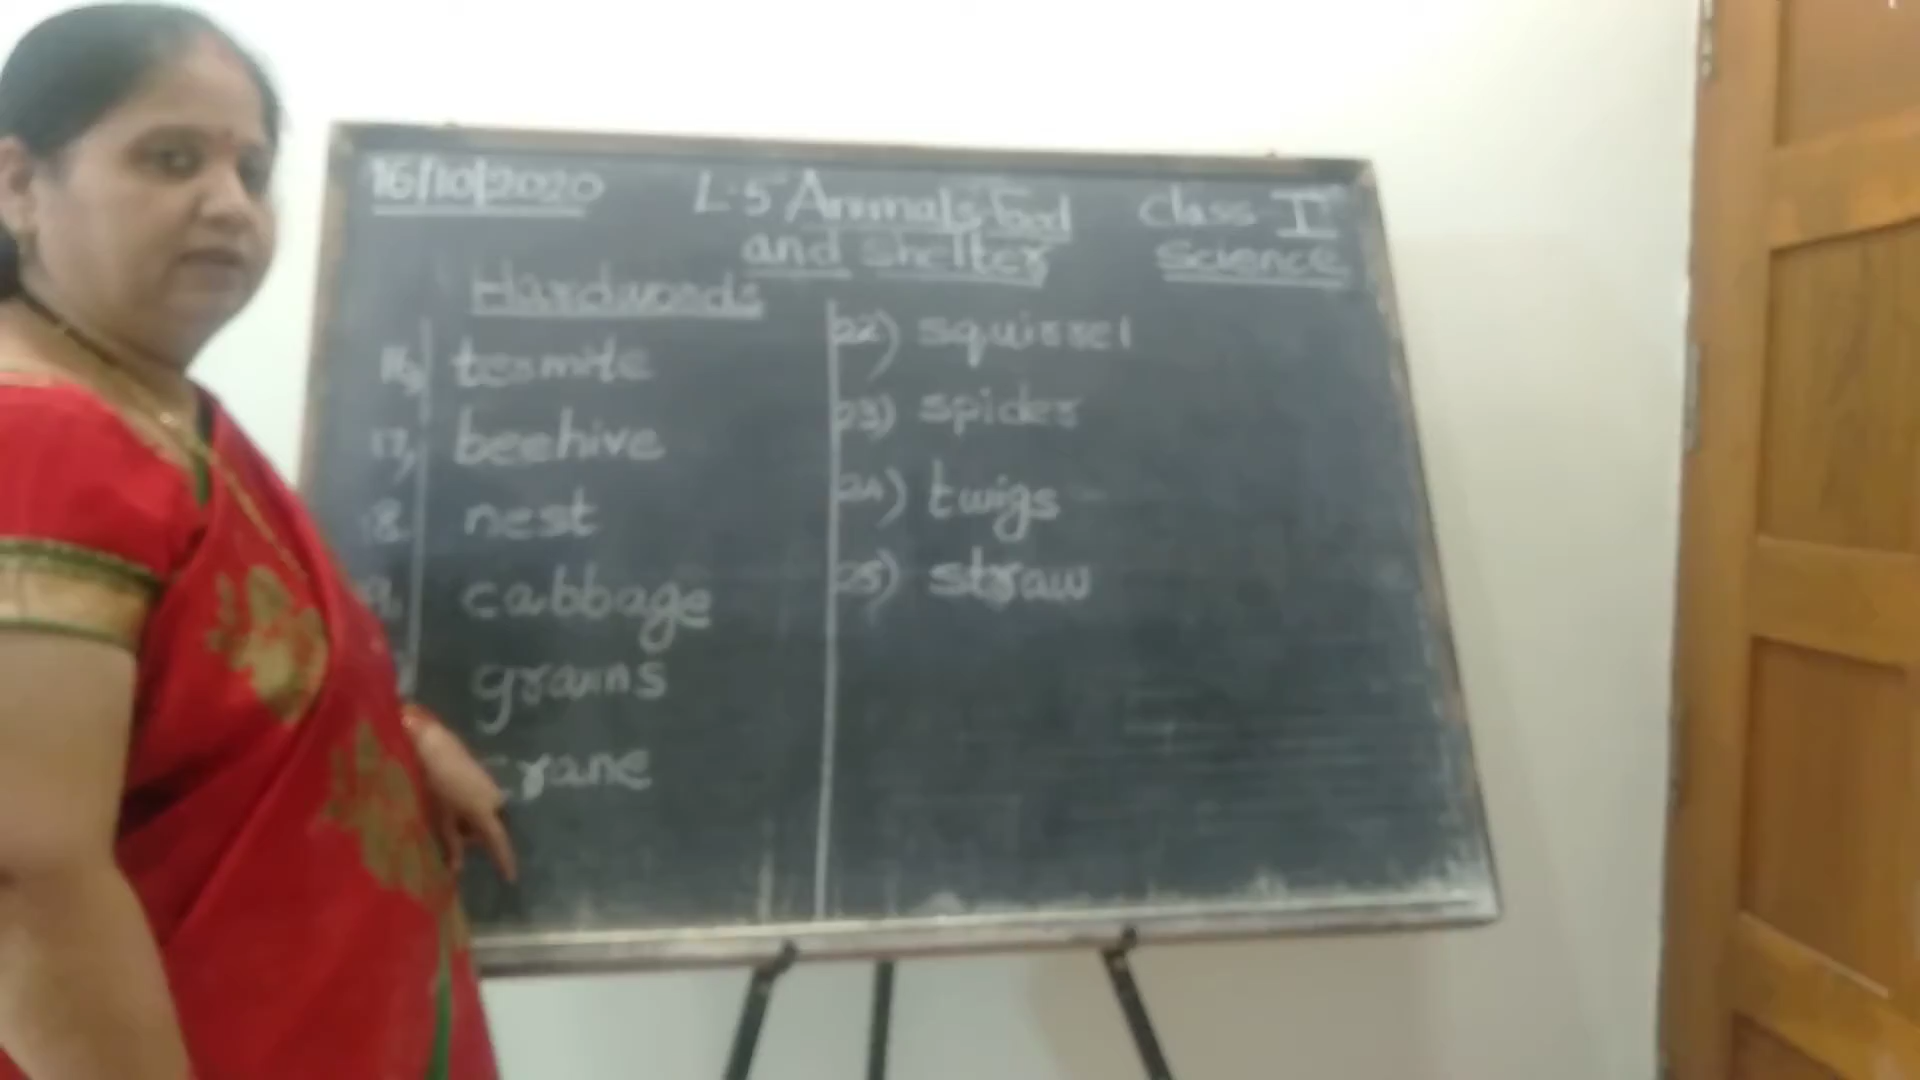 16/10/2020 L-5 Animals-food Class-I
and shelter Science
Hardwords
16) termite
17) beehive
18. nest
19. cabbage
grains
crane
22) squirrel
23) spider
24) twigs
25) straw